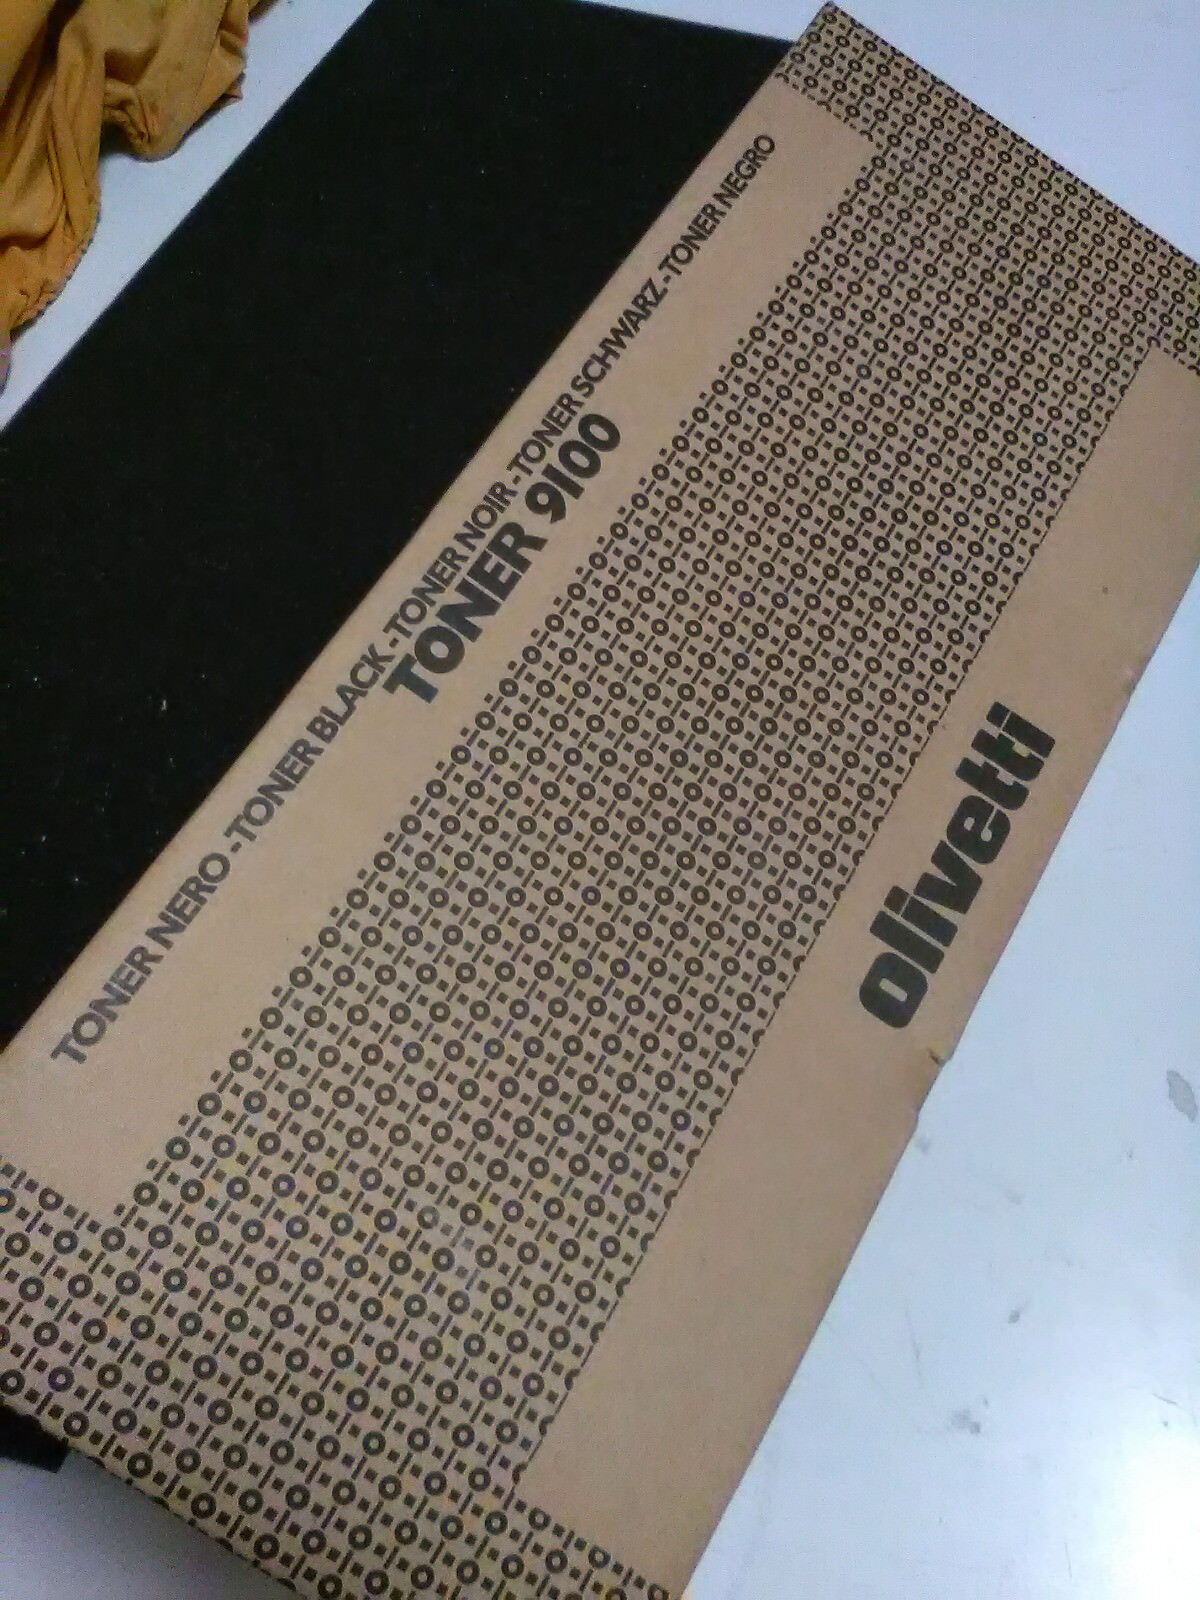 TONER NERO - TONER BLACK - TONER NOIR - TONER SCHWARZ - TONER NEGRO
TONER 9100
olivetti